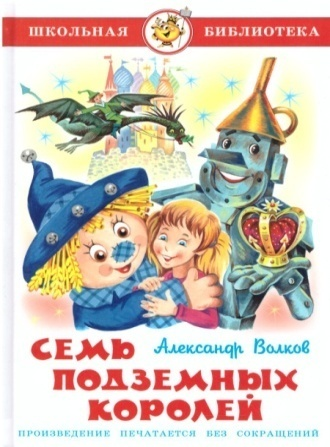 ШКОЛЬНАЯ БИБЛИОТЕКА
Александр Волков
СЕМЬ
ПОДЗЕМНЫХ
КОРОЛЕЙ
ПРОИЗВЕДЕНИЕ ПЕЧАТАЕТСЯ БЕЗ СОКРАЩЕНИЙ